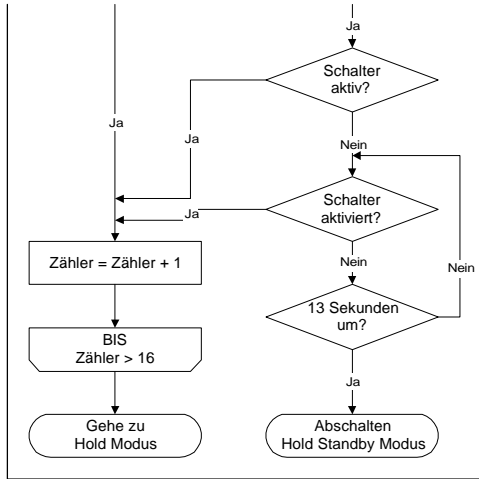 Ja
Schalter
aktiv?
Ja
Ja
Nein
Schalter
aktiviert?
Ja
Zähler = Zähler + 1
Nein
Nein
13 Sekunden
um?
BIS
Zähler > 16
Ja
Gehe zu
Hold Modus
Abschalten
Hold Standby Modus